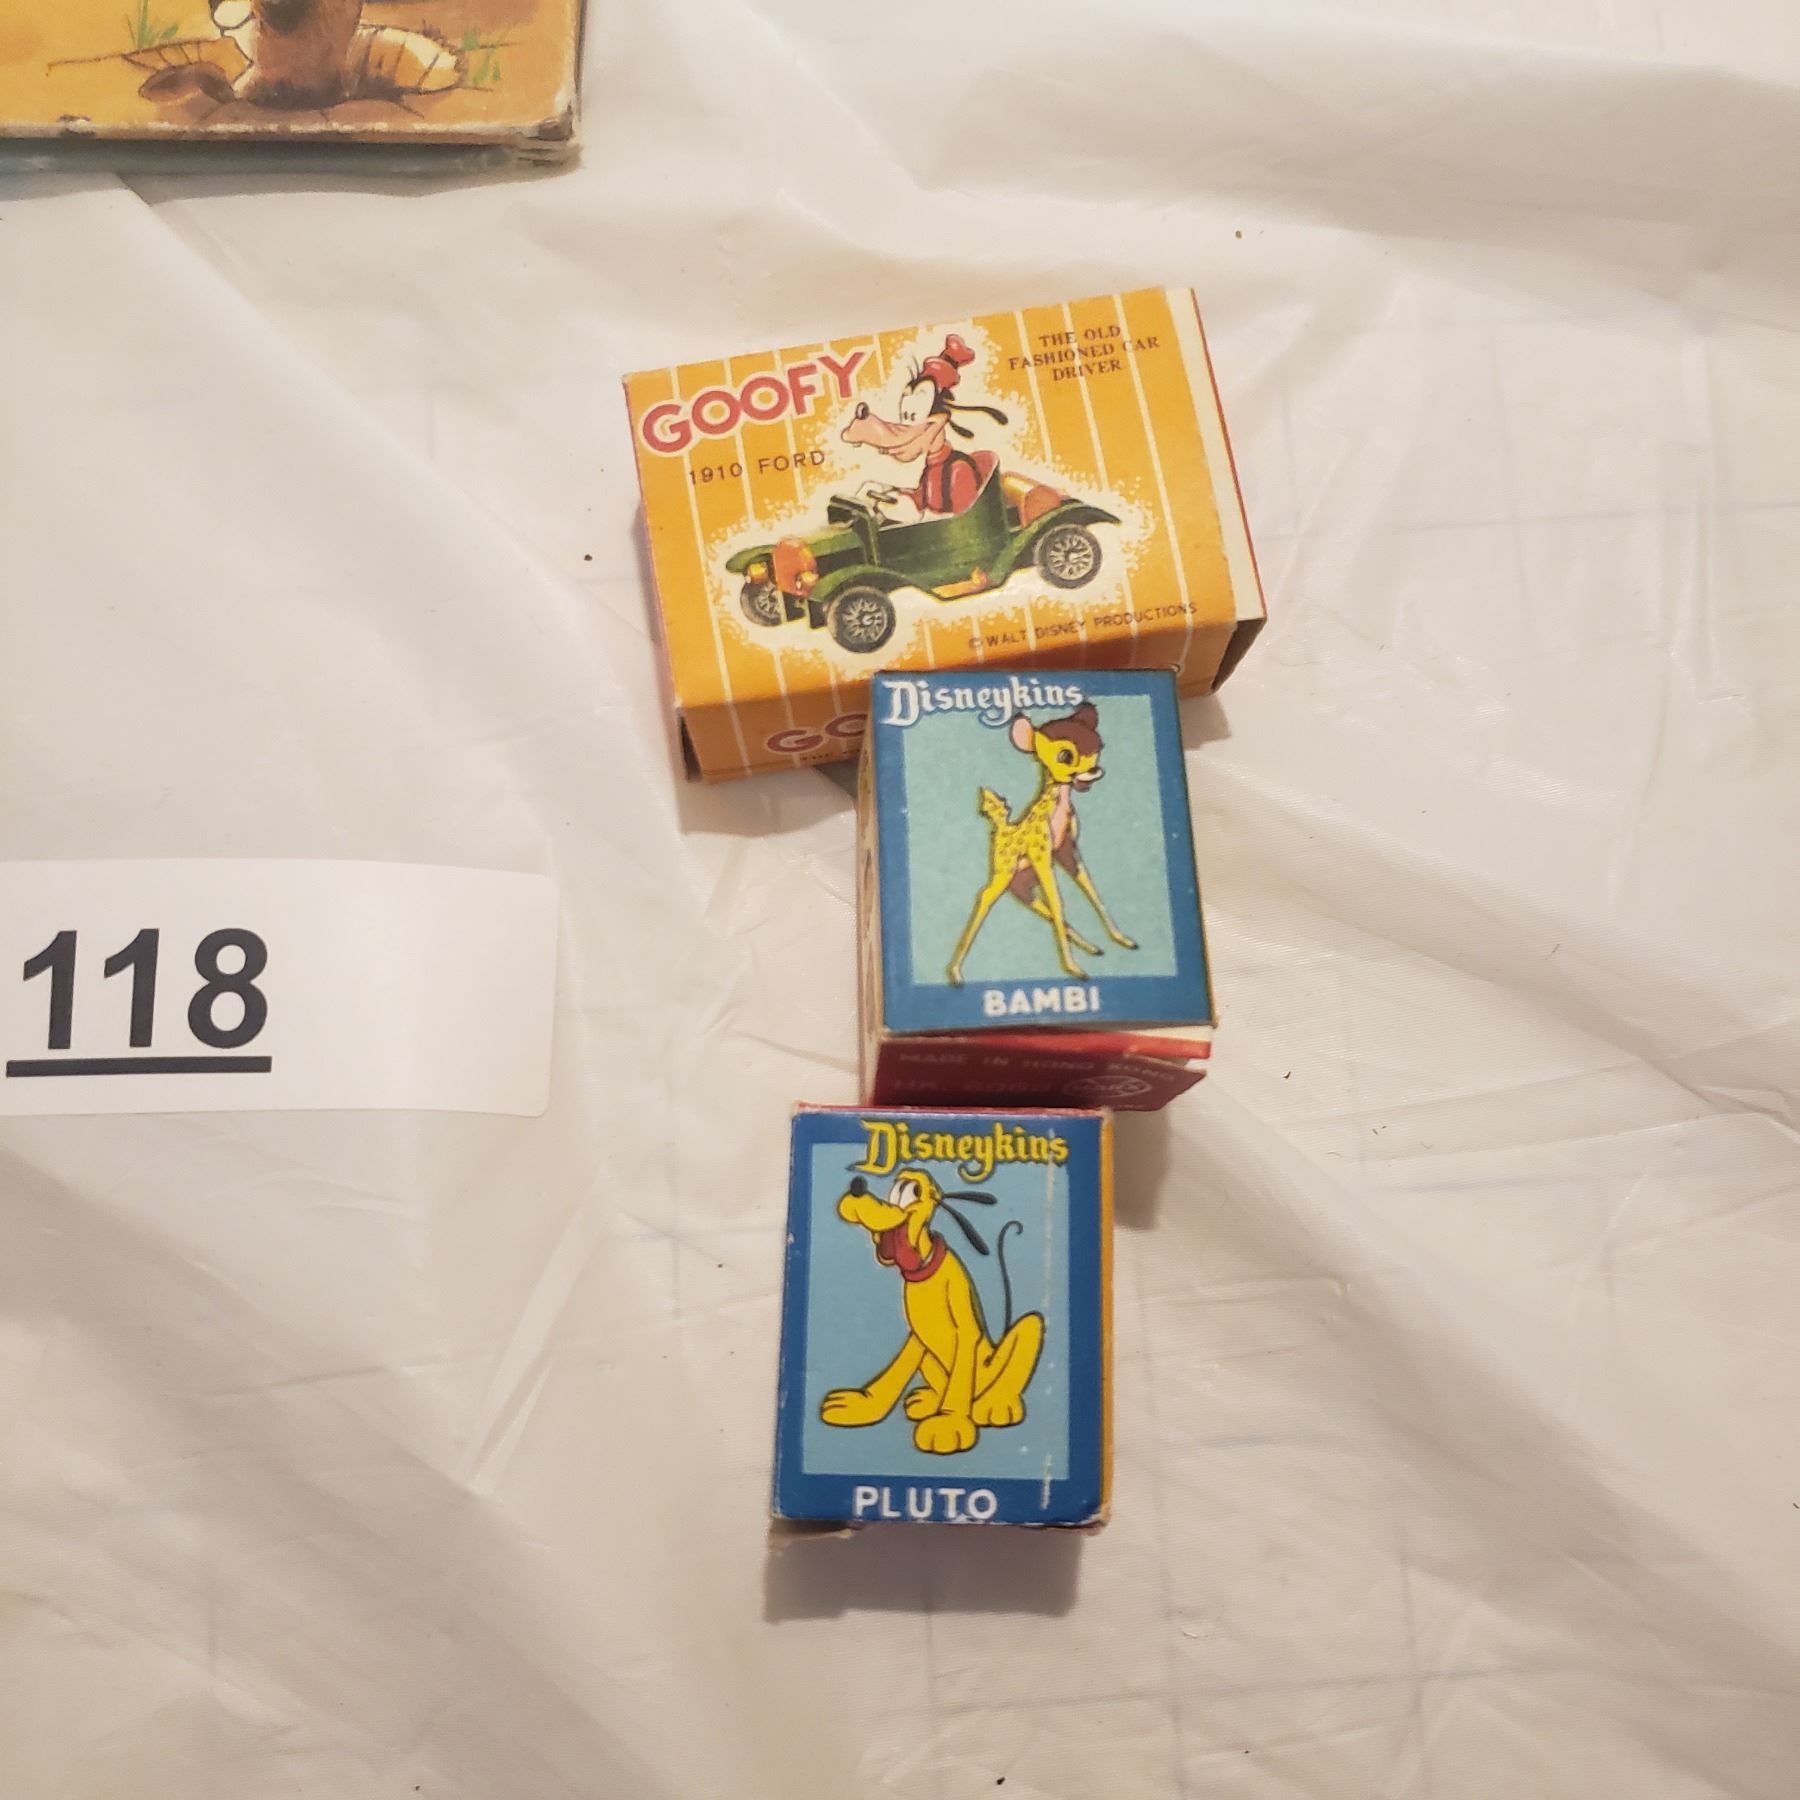 GOOFY
1910 FORD
THE OLD
FASHIONED CAR
DRIVER
© WALT DISNEY PRODUCTIONS
Disneykins
BAMBI
MADE IN HONG KONG
118
Disneykins
PLUTO